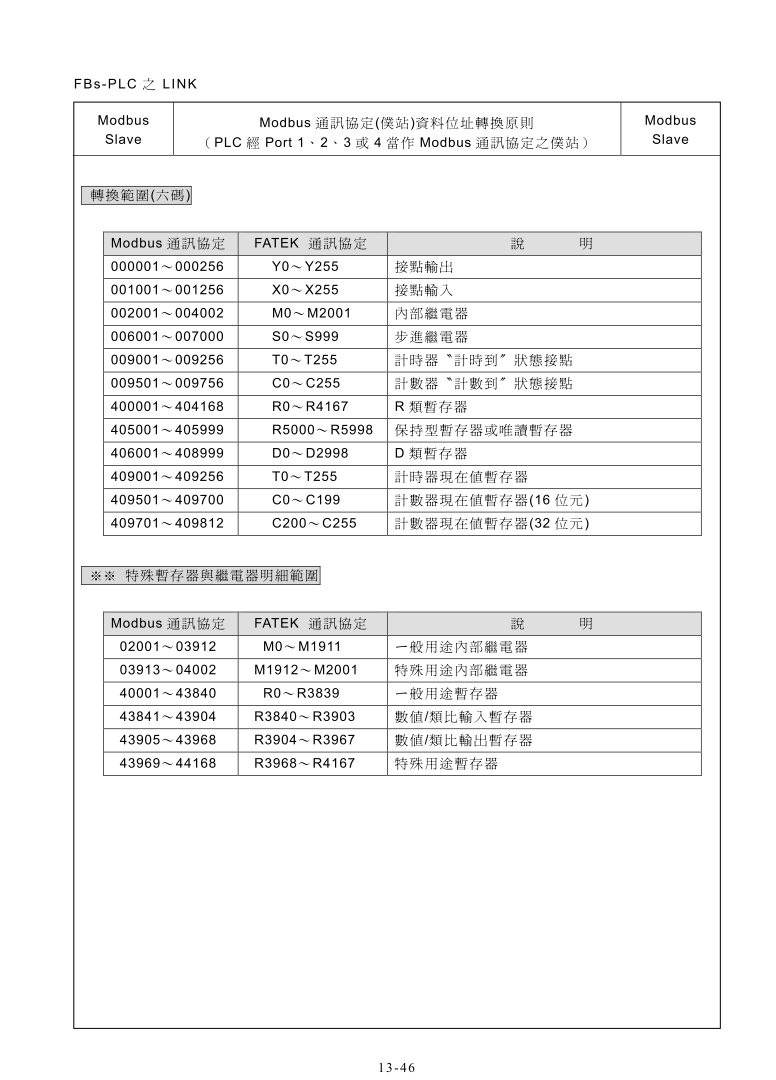 FBs-PLC 之 LINK
Modbus Slave
Modbus 通訊協定(僕站)資料位址轉換原則
（PLC 經 Port 1、2、3 或 4 當作 Modbus 通訊協定之僕站）
Modbus Slave
轉換範圍(六碼)
Modbus 通訊協定 FATEK 通訊協定 說 明
000001～000256 Y0～Y255 接點輸出
001001～001256 X0～X255 接點輸入
002001～004002 M0～M2001 內部繼電器
006001～007000 S0～S999 步進繼電器
009001～009256 T0～T255 計時器〝計時到〞狀態接點
009501～009756 C0～C255 計數器〝計數到〞狀態接點
400001～404168 R0～R4167 R 類暫存器
405001～405999 R5000～R5998 保持型暫存器或唯讀暫存器
406001～408999 D0～D2998 D 類暫存器
409001～409256 T0～T255 計時器現在値暫存器
409501～409700 C0～C199 計數器現在値暫存器(16 位元)
409701～409812 C200～C255 計數器現在値暫存器(32 位元)
※※ 特殊暫存器與繼電器明細範圍
Modbus 通訊協定 FATEK 通訊協定 說 明
02001～03912 M0～M1911 一般用途內部繼電器
03913～04002 M1912～M2001 特殊用途內部繼電器
40001～43840 R0～R3839 一般用途暫存器
43841～43904 R3840～R3903 數値/類比輸入暫存器
43905～43968 R3904～R3967 數値/類比輸出暫存器
43969～44168 R3968～R4167 特殊用途暫存器
13-46